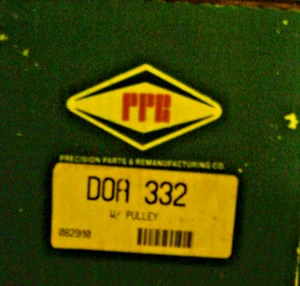 PPR
PRECISION PARTS & REMANUFACTURING CO.
DOA 332
W/ PULLEY
082910